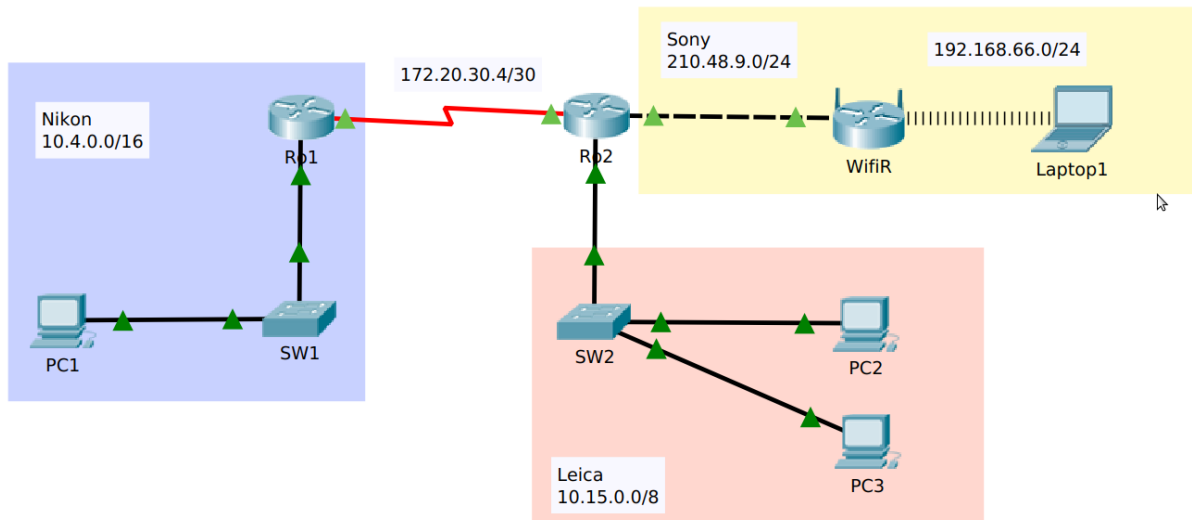 Sony
210.48.9.0/24
192.168.66.0/24
172.20.30.4/30
Nikon
10.4.0.0/16
Ro1
Ro2
WifiR
Laptop1
SW1
PC1
SW2
PC2
PC3
Leica
10.15.0.0/8